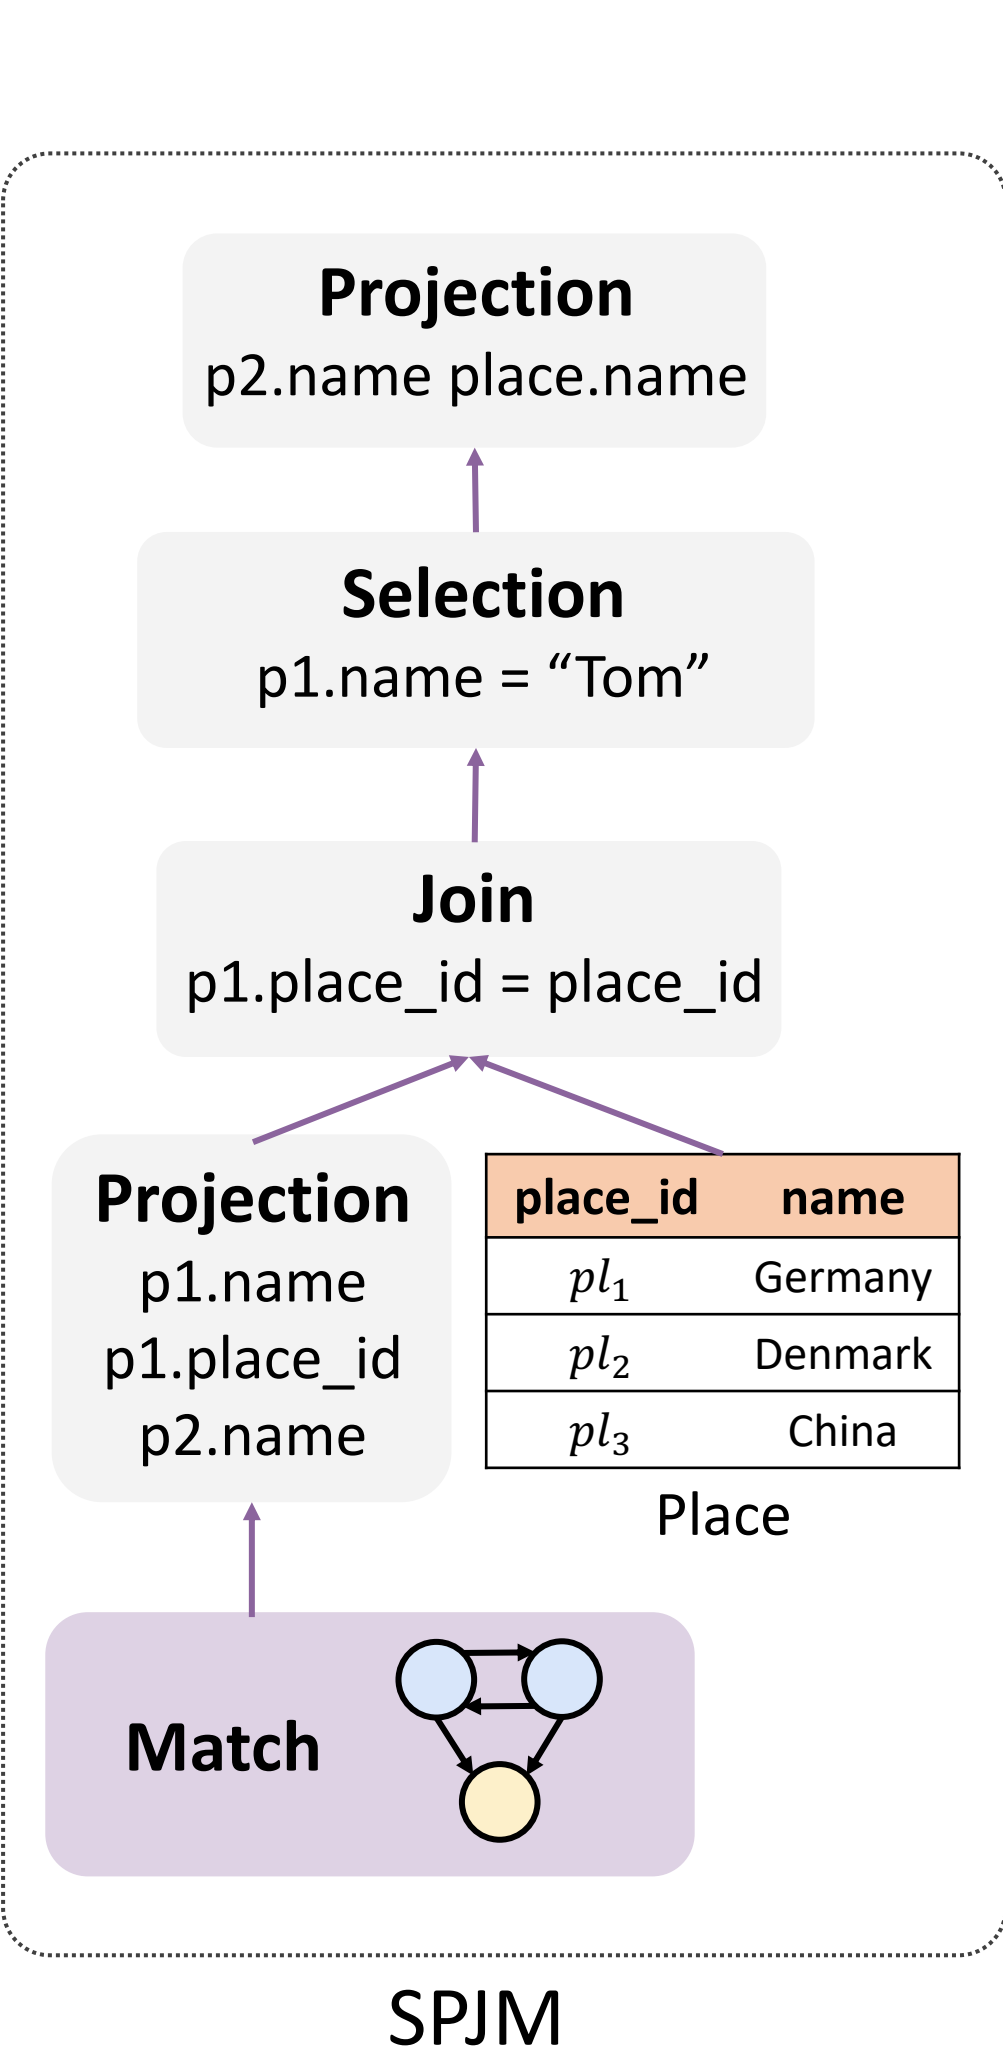 Projection
p2.name place.name
Selection
p1.name = “Tom”
Join
p1.place_id = place_id
Projection
p1.name
p1.place_id
p2.name
place_id name
pl₁ Germany
pl₂ Denmark
pl₃ China
Place
Match
SPJM